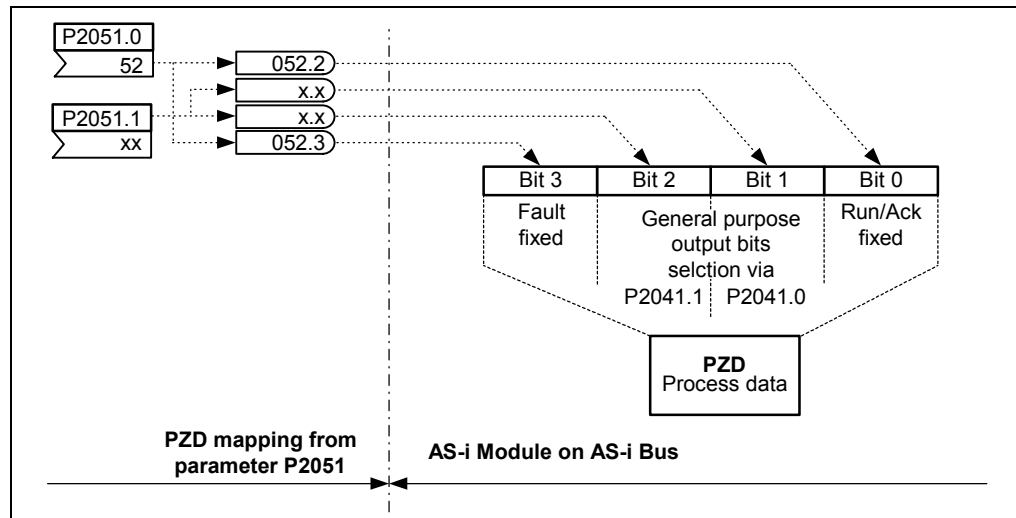 P2051.0
52
P2051.1
xx
052.2
x.x
x.x
052.3
Bit 3 Bit 2 Bit 1 Bit 0
Fault
fixed
General purpose
output bits
selction via
P2041.1 P2041.0
Run/Ack
fixed
PZD
Process data
PZD mapping from
parameter P2051
AS-i Module on AS-i Bus